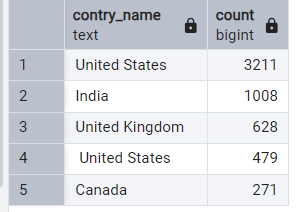 contry_name count
text bigint
1 United States 3211
2 India 1008
3 United Kingdom 628
4 United States 479
5 Canada 271